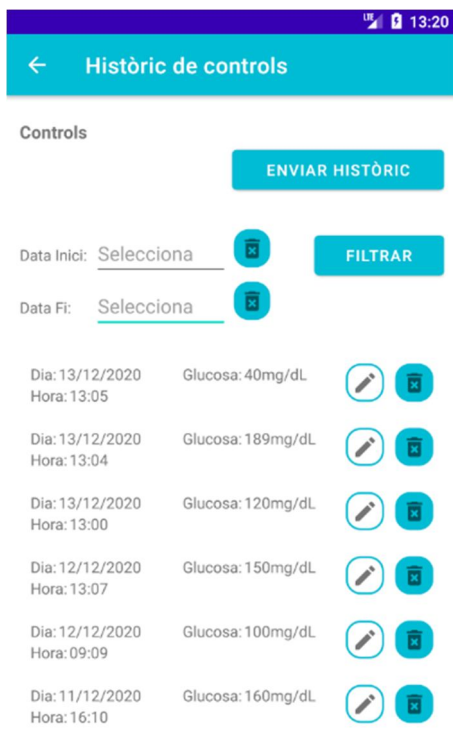 LTE 13:20
Històric de controls
Controls
ENVIAR HISTÒRIC
Data Inici: Selecciona
FILTRAR
Data Fi: Selecciona
Dia: 13/12/2020 Glucosa: 40mg/dL
Hora: 13:05
Dia: 13/12/2020 Glucosa: 189mg/dL
Hora: 13:04
Dia: 13/12/2020 Glucosa: 120mg/dL
Hora: 13:00
Dia: 12/12/2020 Glucosa: 150mg/dL
Hora: 13:07
Dia: 12/12/2020 Glucosa: 100mg/dL
Hora: 09:09
Dia: 11/12/2020 Glucosa: 160mg/dL
Hora: 16:10